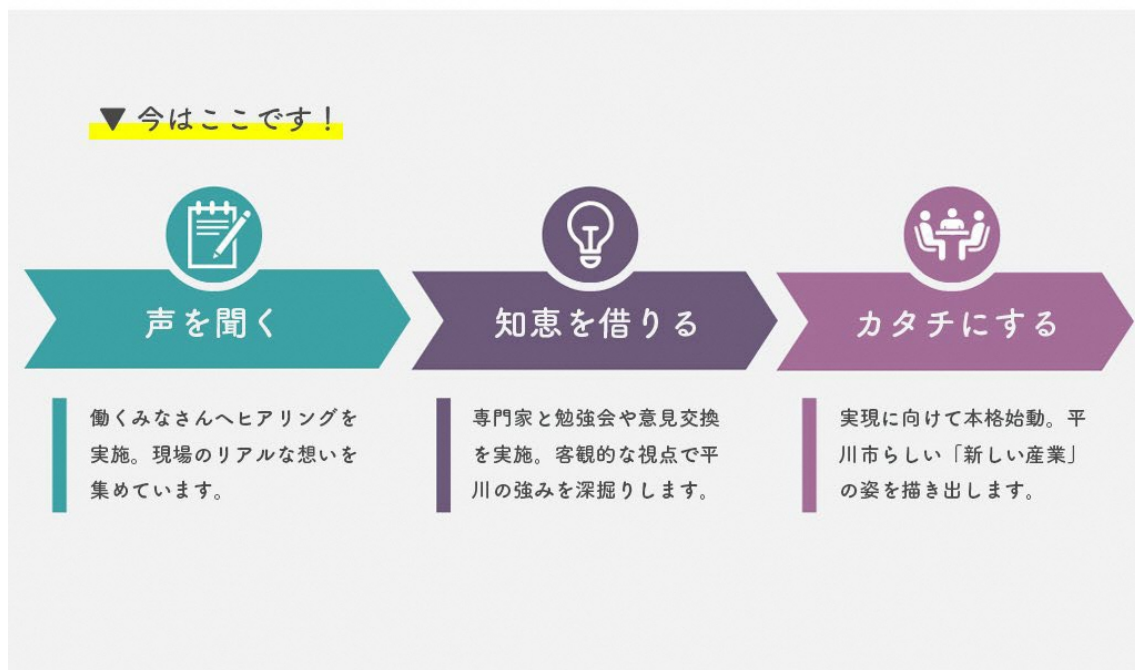 ▼ 今はここです！
声を聞く
知恵を借りる
カタチにする
働くみなさんへヒアリングを
実施。現場のリアルな想いを
集めています。
専門家と勉強会や意見交換
を実施。客観的な視点で平
川の強みを深掘りします。
実現に向けて本格始動。平
川市らしい「新しい産業」
の姿を描き出します。